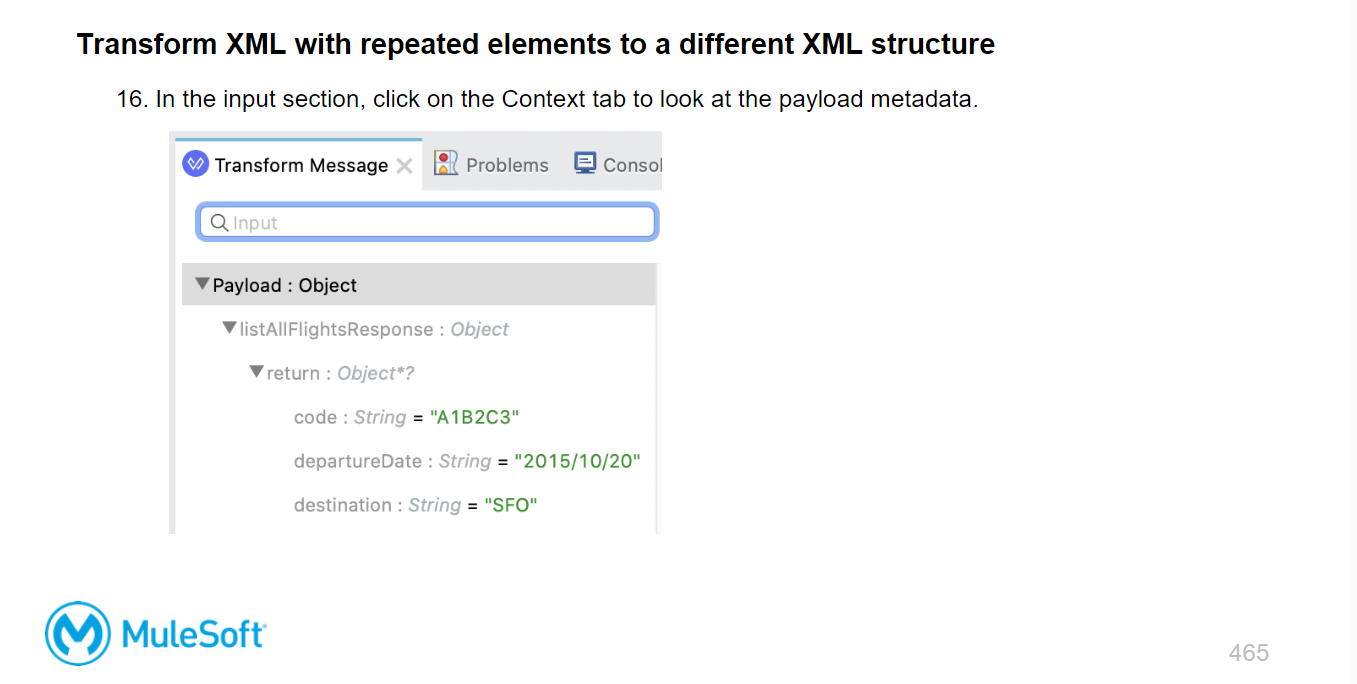 Transform XML with repeated elements to a different XML structure
16. In the input section, click on the Context tab to look at the payload metadata.
Transform Message Problems Consol
Input
Payload : Object
listAllFlightsResponse : Object
return : Object*?
code : String = "A1B2C3"
departureDate : String = "2015/10/20"
destination : String = "SFO"
MuleSoft
465